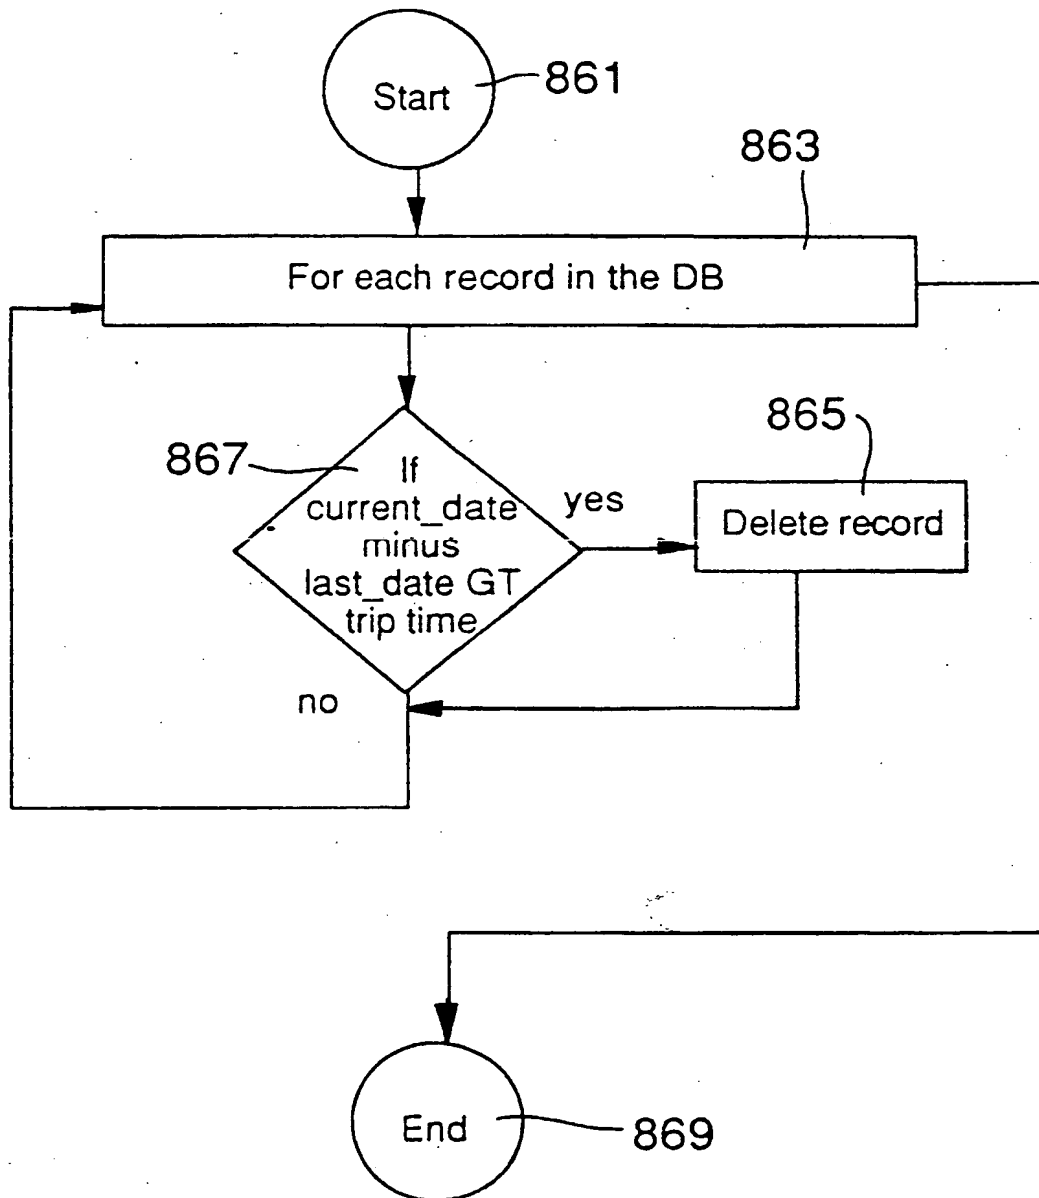 Start
861
863
For each record in the DB
865
867
If
current_date
minus
last_date GT
trip time
yes
Delete record
no
End
869